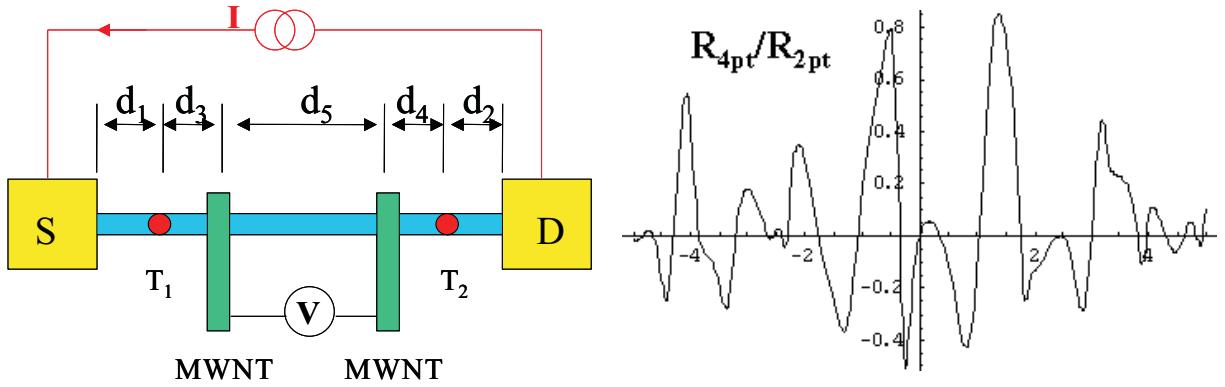 I
d₁ d₃ d₅ d₄ d₂
S D
T₁ T₂
V
MWNT MWNT
R₄ₚₜ/R₂ₚₜ
0.8
0.6
0.4
0.2
-4 -2 2 4
-0.2
-0.4